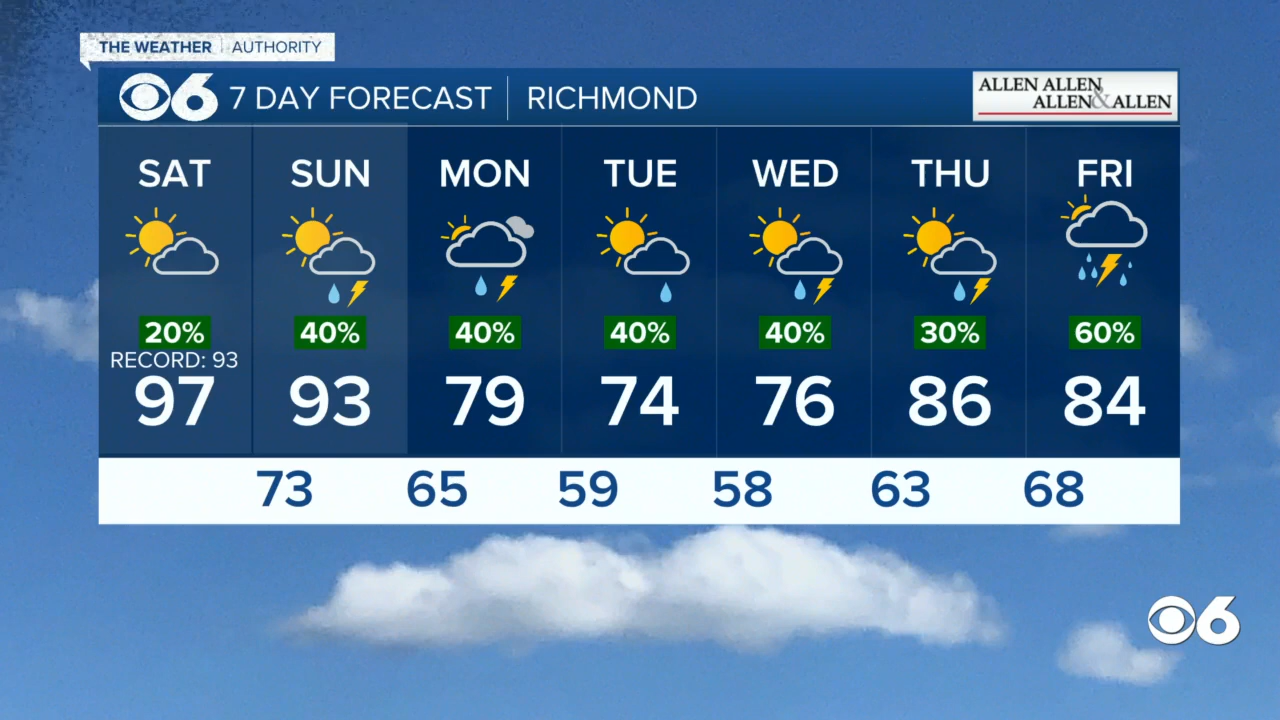 THE WEATHER AUTHORITY
6 7 DAY FORECAST RICHMOND
ALLEN ALLEN
ALLEN & ALLEN
SAT SUN MON TUE WED THU FRI
20% 40% 40% 40% 40% 30% 60%
RECORD: 93
97 93 79 74 76 86 84
73 65 59 58 63 68
6